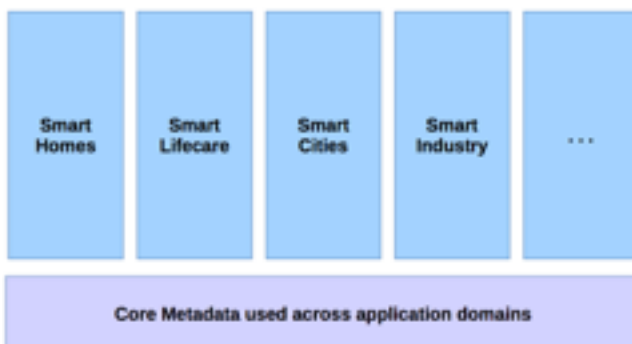 Smart
Homes
Smart
Lifecare
Smart
Cities
Smart
Industry
...
Core Metadata used across application domains